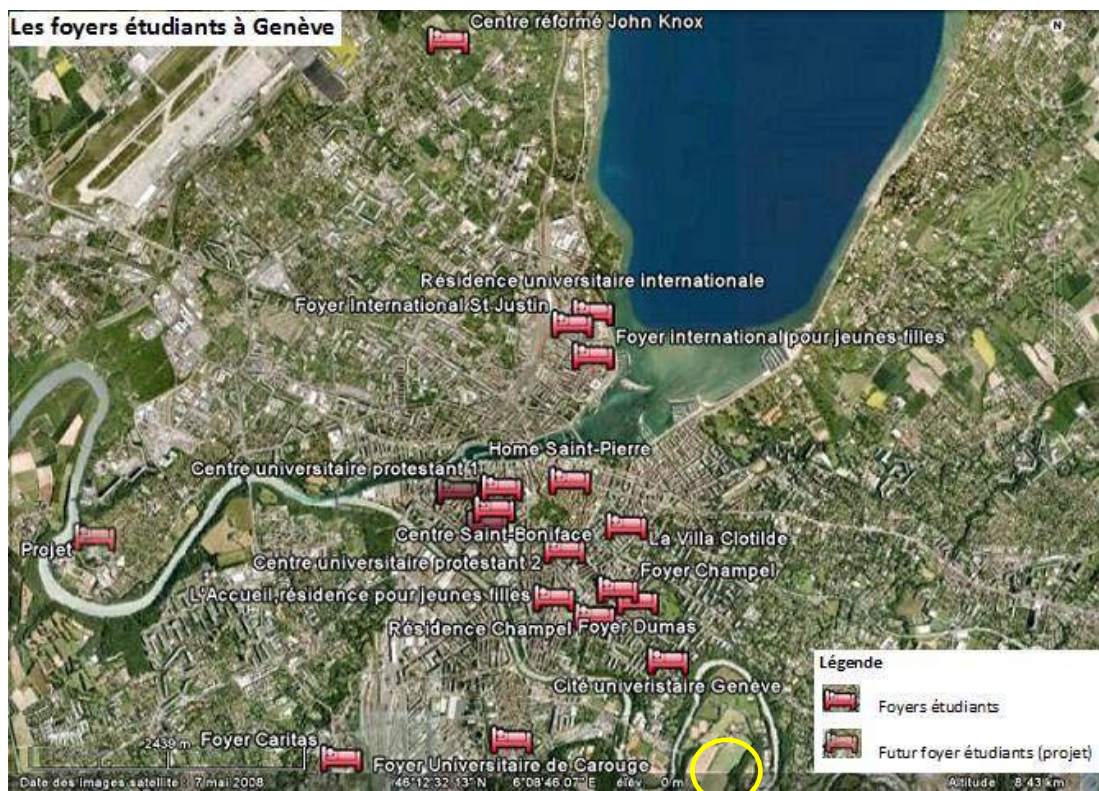 Les foyers étudiants à Genève
Centre réformé John Knox
N
Résidence universitaire internationale
Foyer International St Justin
Foyer international pour jeunes filles
Home Saint-Pierre
Centre universitaire protestant 1
Centre Saint-Boniface
La Villa Clotilde
Projet
Centre universitaire protestant 2
Foyer Champel
L'Accueil,résidence pour jeunes filles
Résidence Champel
Foyer Dumas
Cité univeristaire Genève
Légende
Foyers étudiants
Futur foyer étudiants (projet)
2439 m
Foyer Caritas
Foyer Universitaire de Carouge
Date des images satellite : 7 mai 2008
46°12'32.13" N 6°08'46.07" E élév. 0 m
Altitude 8.43 km